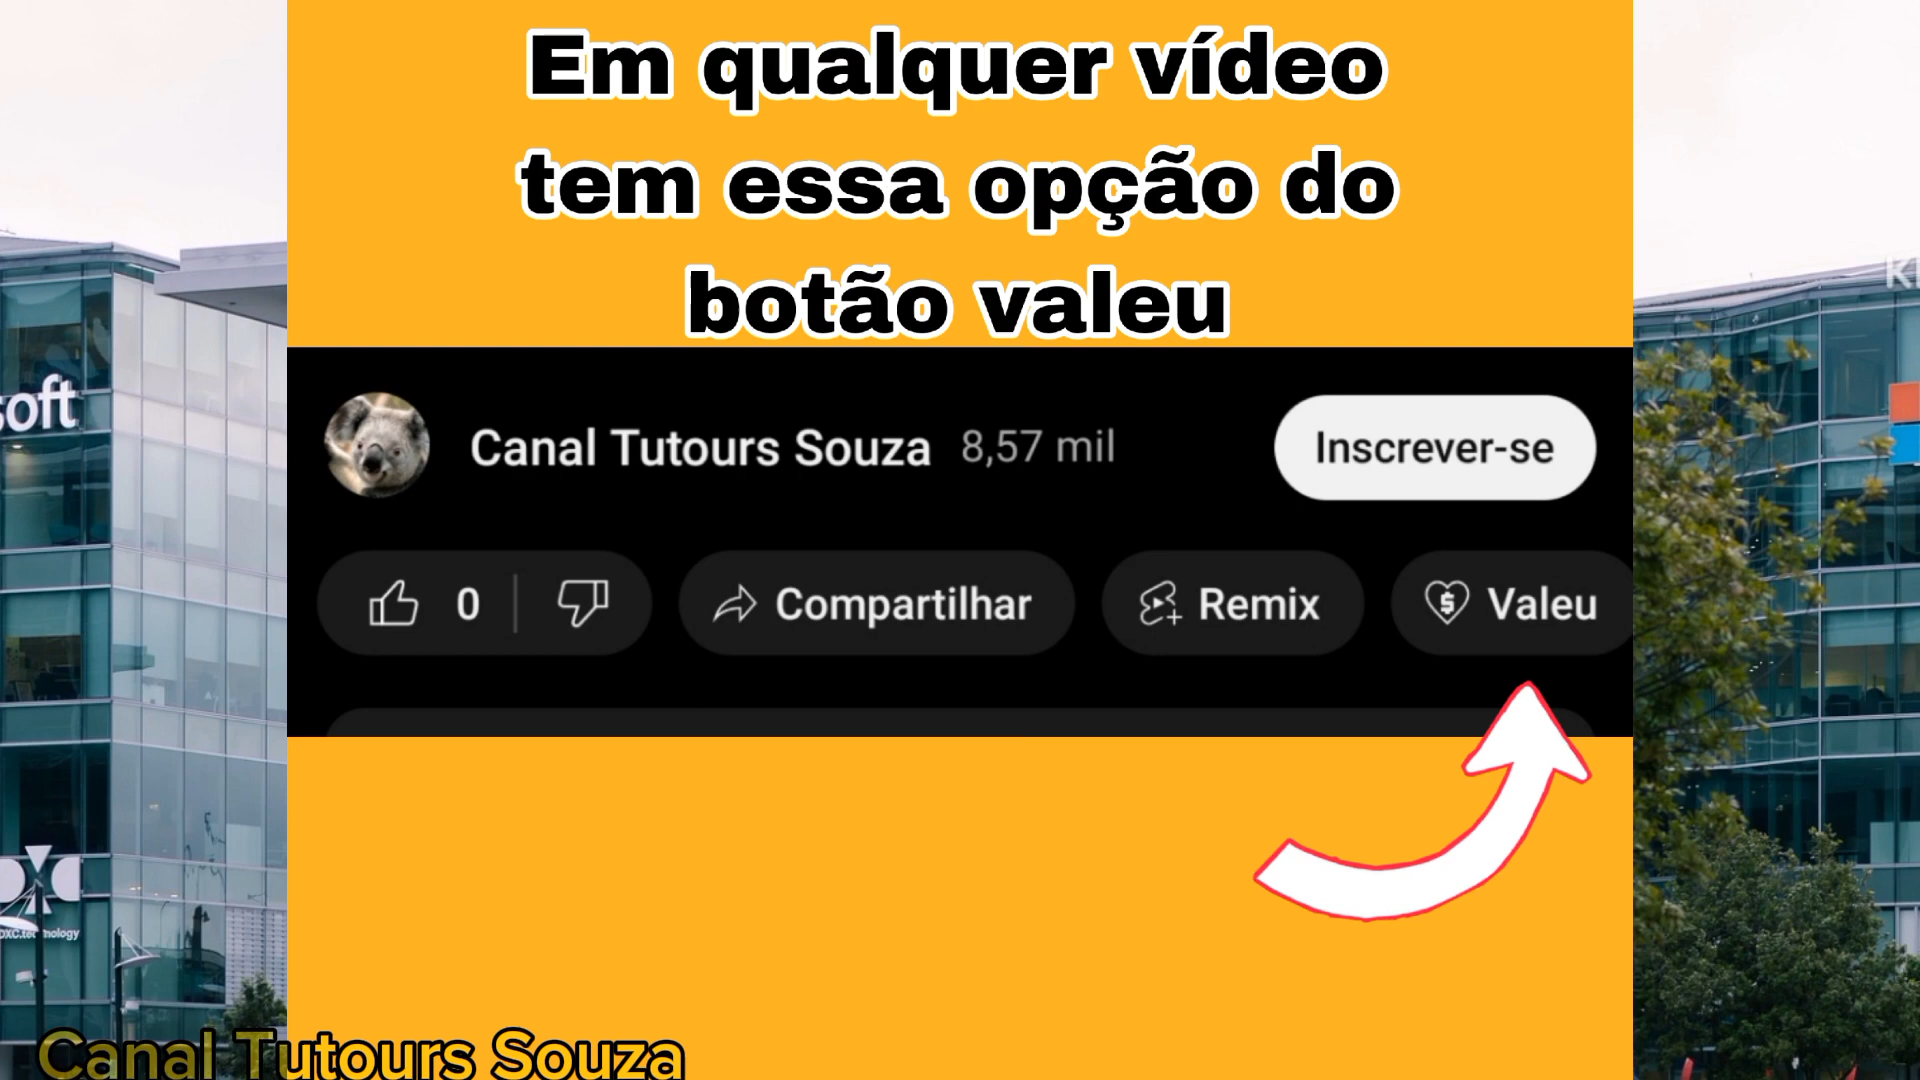 Em qualquer vídeo
tem essa opção do
botão valeu
soft
Canal Tutours Souza 8,57 mil
Inscrever-se
0
Compartilhar
Remix
Valeu
Canal Tutours Souza